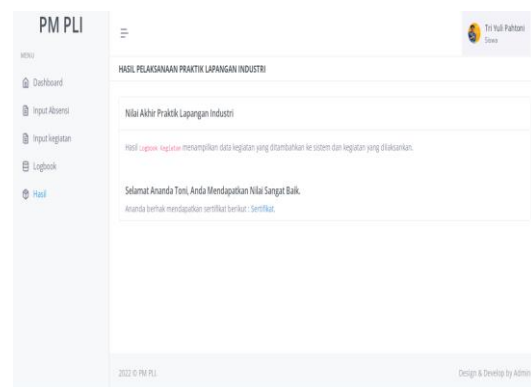 PM PLI
Tri Yuli Pahtoni
Siswa
MENU
Dashboard
Input Absensi
Input kegiatan
Logbook
Hasil
HASIL PELAKSANAAN PRAKTIK LAPANGAN INDUSTRI
Nilai Akhir Praktik Lapangan Industri
Hasil Logbook Kegiatan menampilkan data kegiatan yang ditambahkan ke sistem dan kegiatan yang dilaksankan.
Selamat Ananda Toni, Anda Mendapatkan Nilai Sangat Baik.
Ananda berhak mendapatkan sertifikat berikut : Sertifikat.
2022 © PM PLI.
Design & Develop by Admin